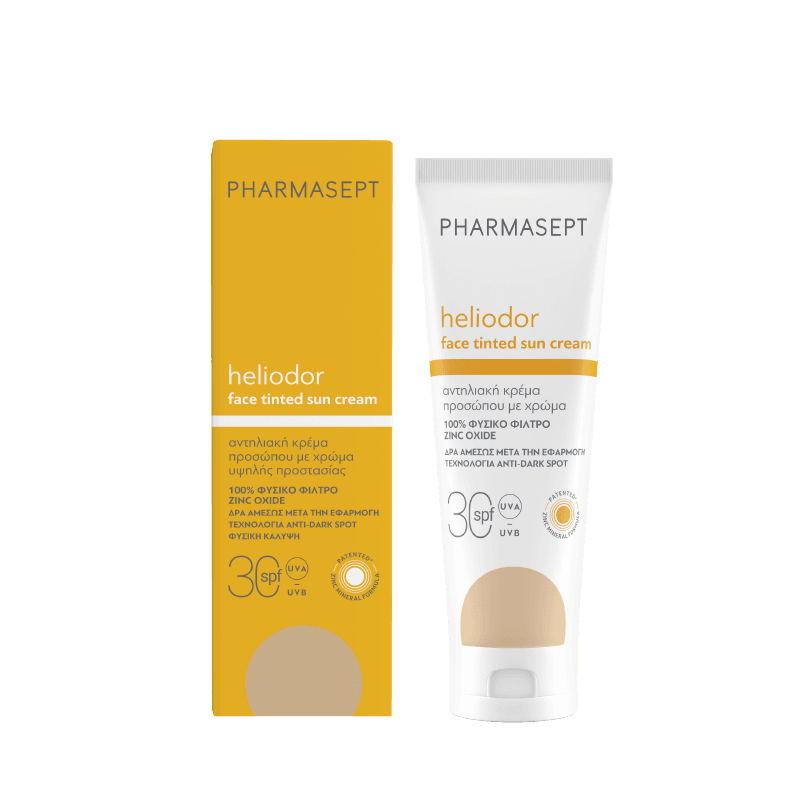 PHARMASEPT
heliodor
face tinted sun cream
αντηλιακή κρέμα
προσώπου με χρώμα
υψηλής προστασίας
100% ΦΥΣΙΚΟ ΦΙΛΤΡΟ
ZINC OXIDE
ΔΡΑ ΑΜΕΣΩΣ ΜΕΤΑ ΤΗΝ ΕΦΑΡΜΟΓΗ
ΤΕΧΝΟΛΟΓΙΑ ANTI-DARK SPOT
ΦΥΣΙΚΗ ΚΑΛΥΨΗ
30 spf
UVA
–
UVB
PATENTED*
ZINC MINERAL FORMULA
PHARMASEPT
heliodor
face tinted sun cream
αντηλιακή κρέμα
προσώπου με χρώμα
100% ΦΥΣΙΚΟ ΦΙΛΤΡΟ
ZINC OXIDE
ΔΡΑ ΑΜΕΣΩΣ ΜΕΤΑ ΤΗΝ ΕΦΑΡΜΟΓΗ
ΤΕΧΝΟΛΟΓΙΑ ANTI-DARK SPOT
30 spf
UVA
–
UVB
PATENTED*
ZINC MINERAL FORMULA